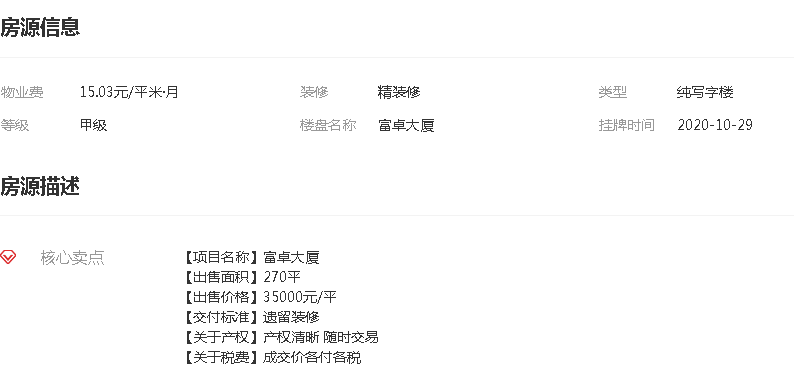 房源信息
物业费 15.03元/平米·月 装修 精装修 类型 纯写字楼
等级 甲级 楼盘名称 富卓大厦 挂牌时间 2020-10-29
房源描述
核心卖点 【项目名称】富卓大厦
【出售面积】270平
【出售价格】35000元/平
【交付标准】遗留装修
【关于产权】产权清晰 随时交易
【关于税费】成交价各付各税